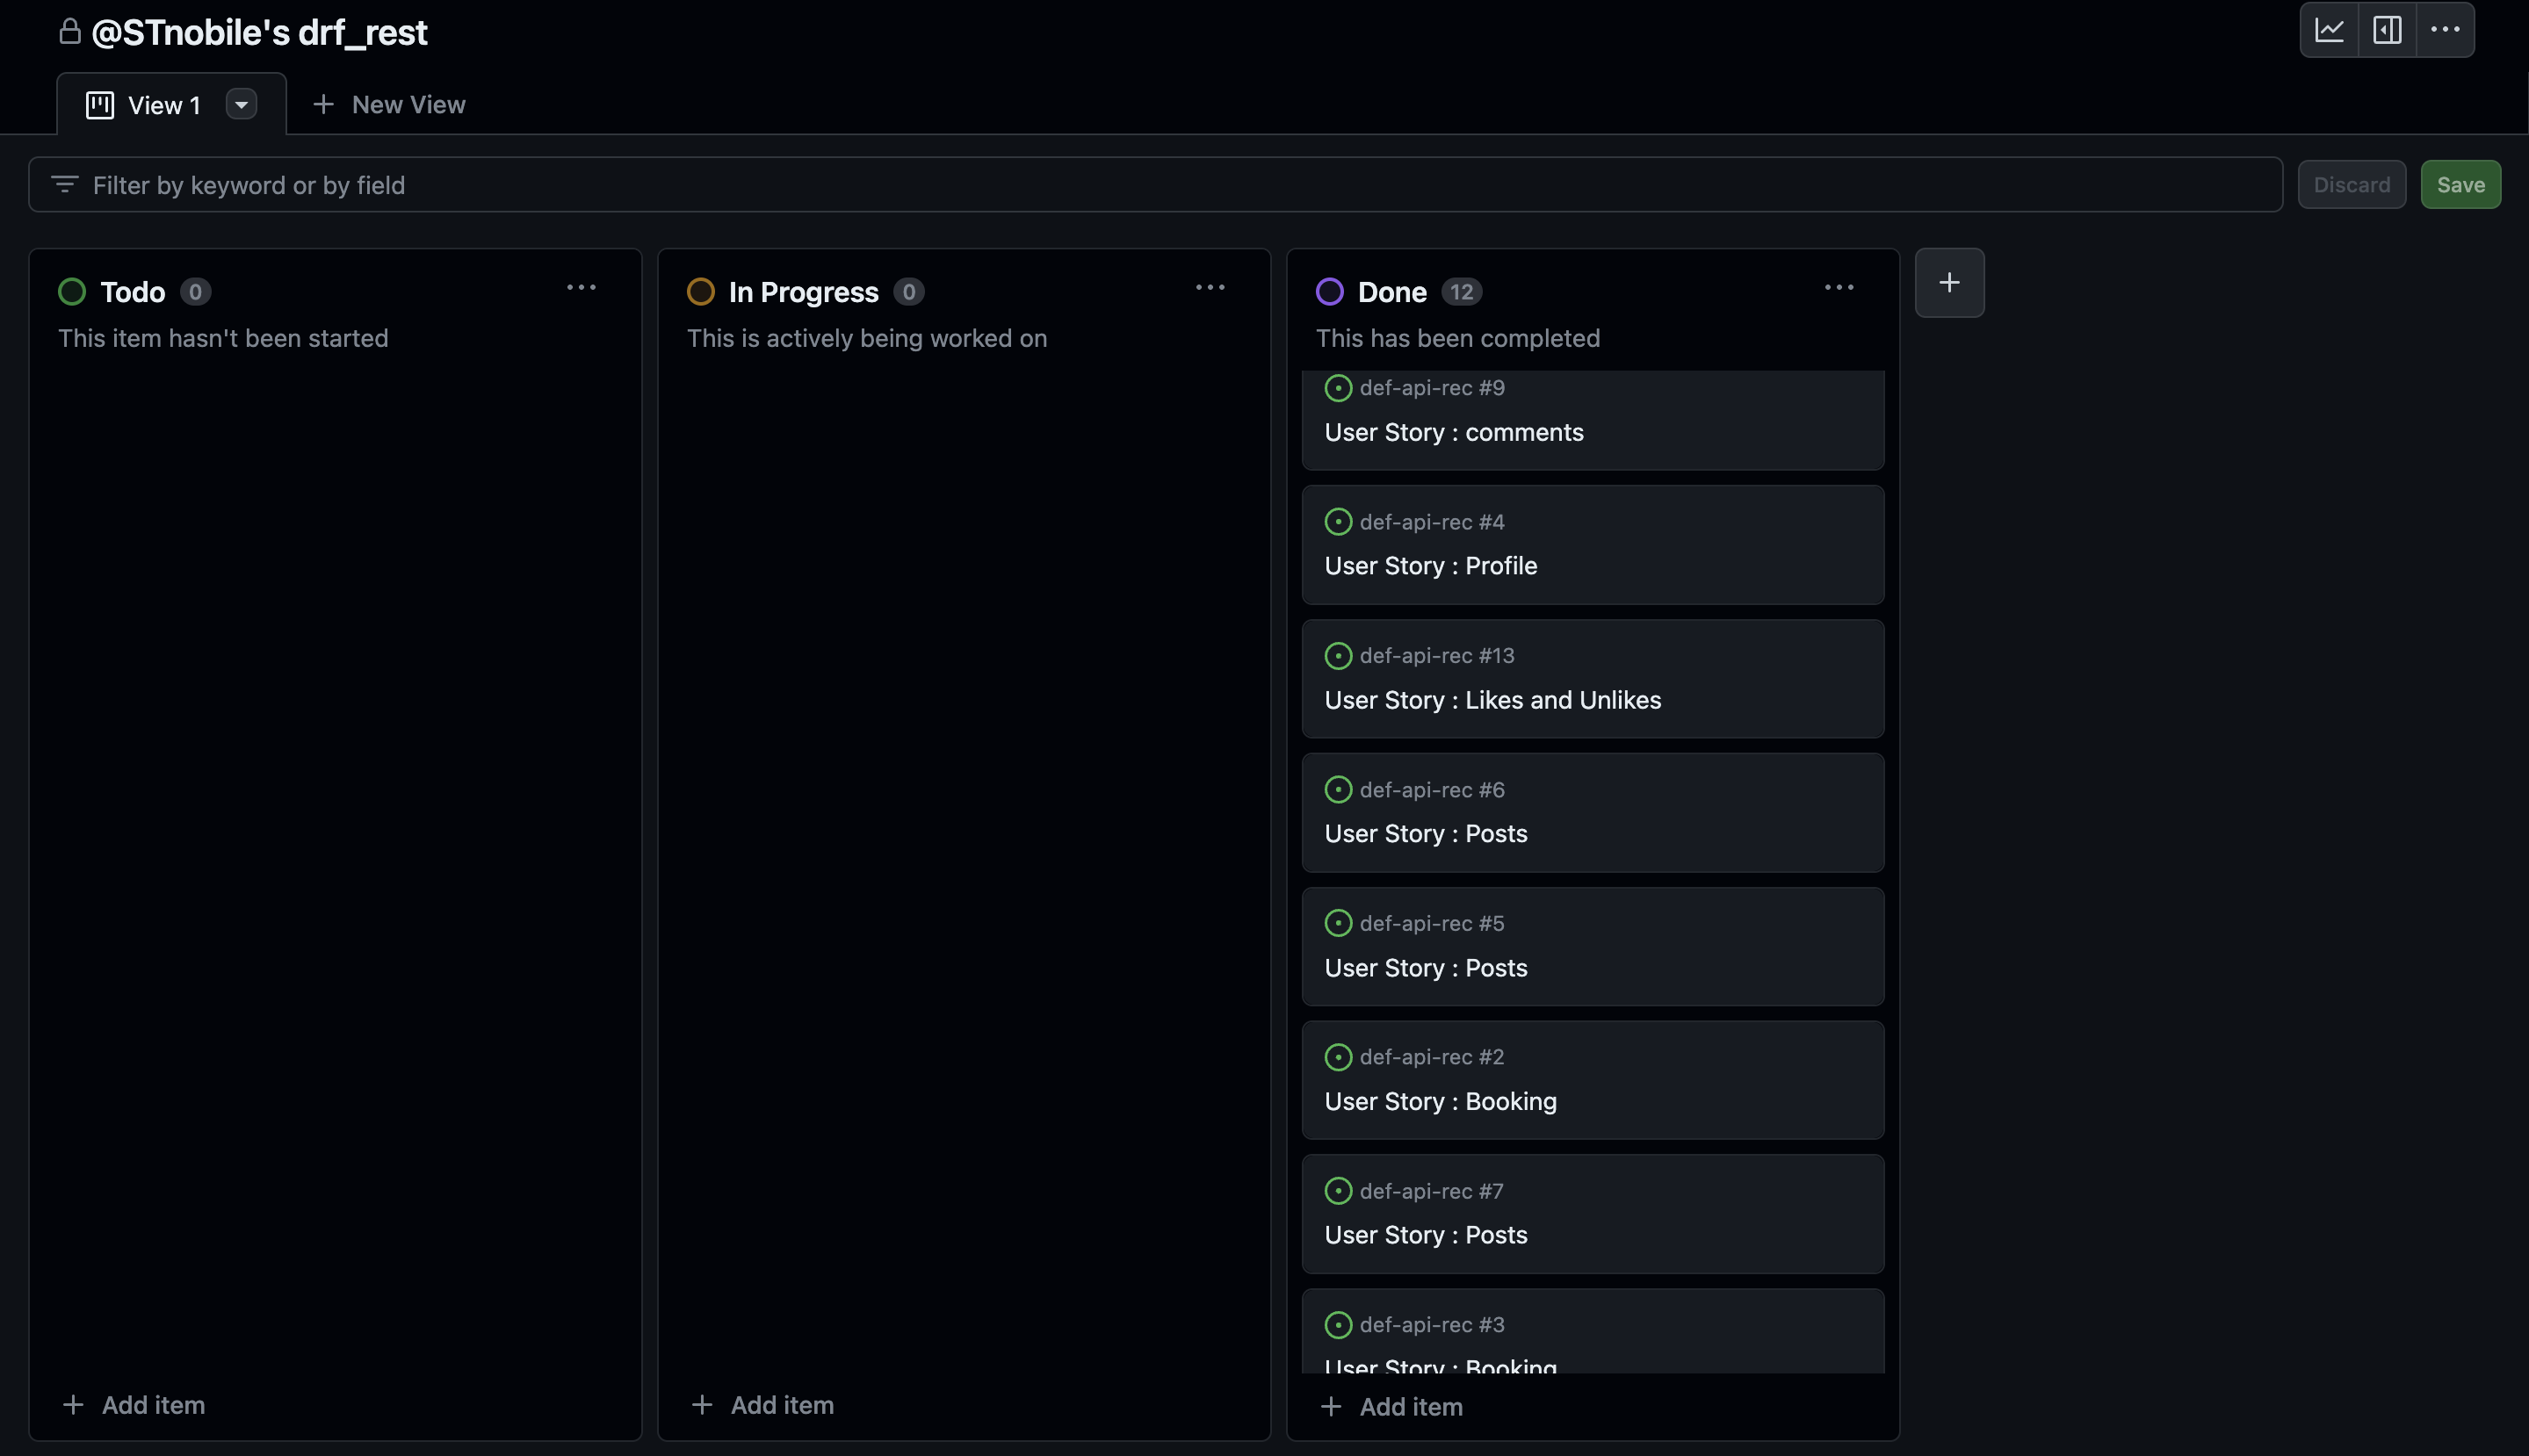 @STnobile's drf_rest
View 1
New View
Filter by keyword or by field
Discard
Save
Todo 0
This item hasn't been started
Add item
In Progress 0
This is actively being worked on
Add item
Done 12
This has been completed
def-api-rec #9
User Story : comments
def-api-rec #4
User Story : Profile
def-api-rec #13
User Story : Likes and Unlikes
def-api-rec #6
User Story : Posts
def-api-rec #5
User Story : Posts
def-api-rec #2
User Story : Booking
def-api-rec #7
User Story : Posts
def-api-rec #3
User Story : Booking
Add item